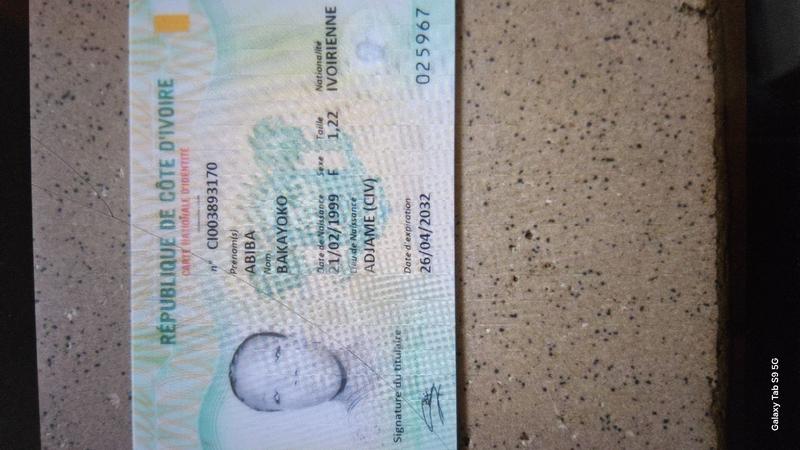 RÉPUBLIQUE DE CÔTE D'IVOIRE
CARTE NATIONALE D'IDENTITÉ
n° CI003893170
Prénom(s)
ABIBA
Nom
BAKAYOKO
Date de Naissance Sexe Taille Nationalité
21/02/1999 F 1,22 IVOIRIENNE
Lieu de Naissance
ADJAME (CIV)
Date d'expiration
26/04/2032 025967
Signature du titulaire
Galaxy Tab S9 5G